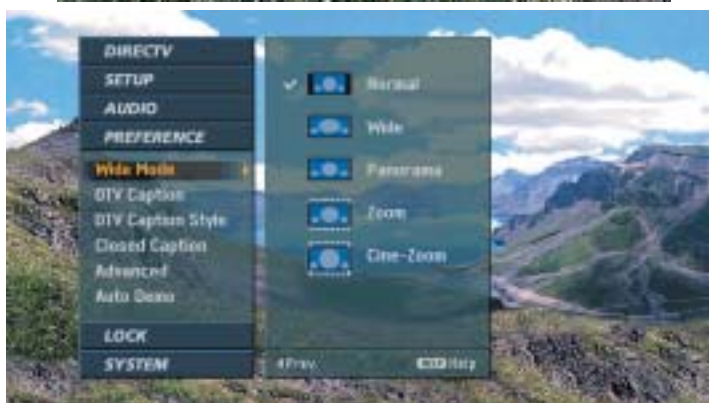 DIRECTV
SETUP
AUDIO
PREFERENCE
Wide Mode
DTV Caption
DTV Caption Style
Closed Caption
Advanced
Auto Demo
LOCK
SYSTEM
Normal
Wide
Panorama
Zoom
Cine-Zoom
Prev.
Help